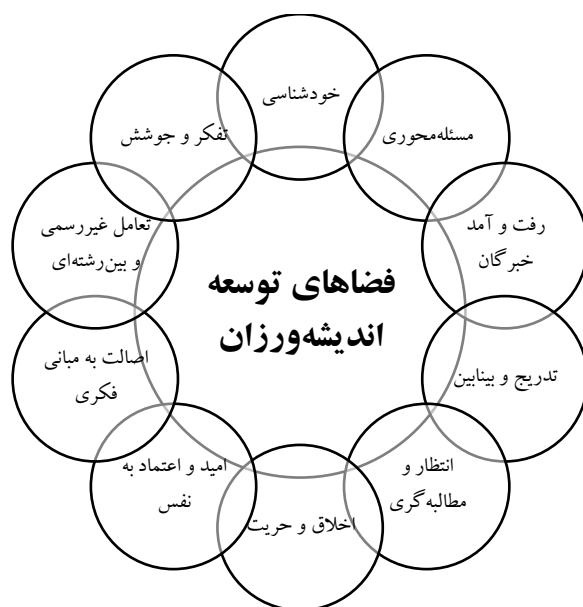 خودشناسی
مسئله‌محوری
رفت و آمد
خبرگان
تدریج و بینابین
انتظار و
مطالبه‌گری
اخلاق و حریت
امید و اعتماد به
نفس
اصالت به مبانی
فکری
تعامل غیررسمی
و بین‌رشته‌ای
تفکر و جوشش
فضاهای توسعه
اندیشه‌ورزان